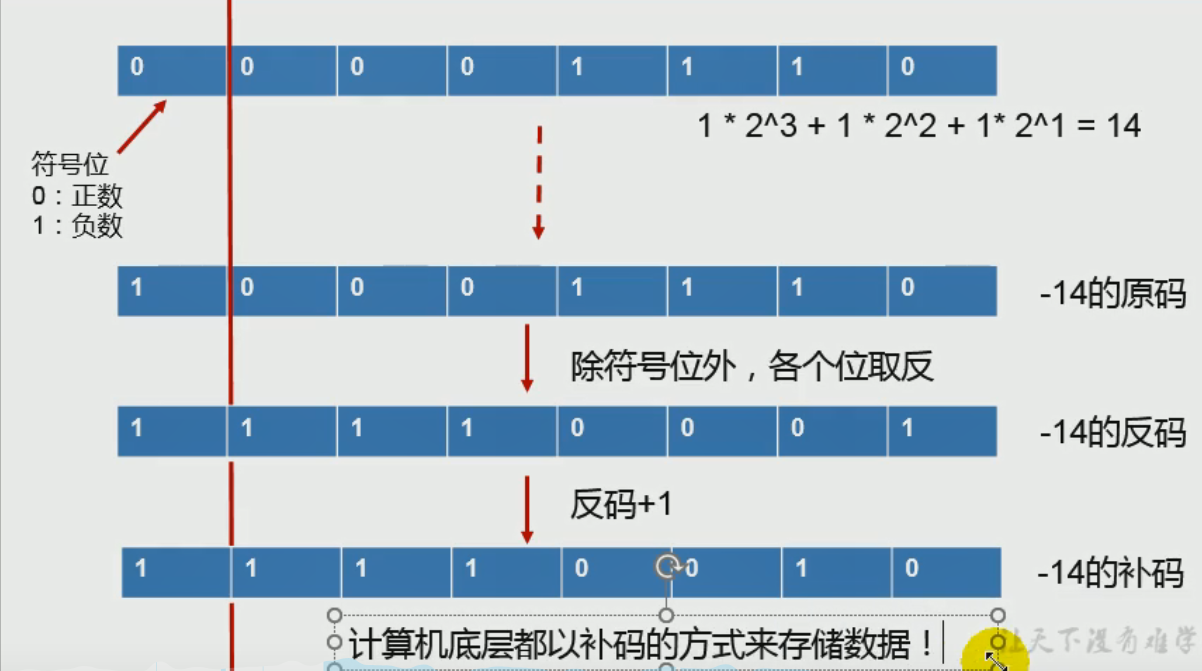 0 0 0 0 1 1 1 0
1 * 2^3 + 1 * 2^2 + 1* 2^1 = 14
符号位
0：正数
1：负数
1 0 0 0 1 1 1 0 -14的原码
除符号位外，各个位取反
1 1 1 1 0 0 0 1 -14的反码
反码+1
1 1 1 1 0 0 1 0 -14的补码
计算机底层都以补码的方式来存储数据！
让天下没有难学